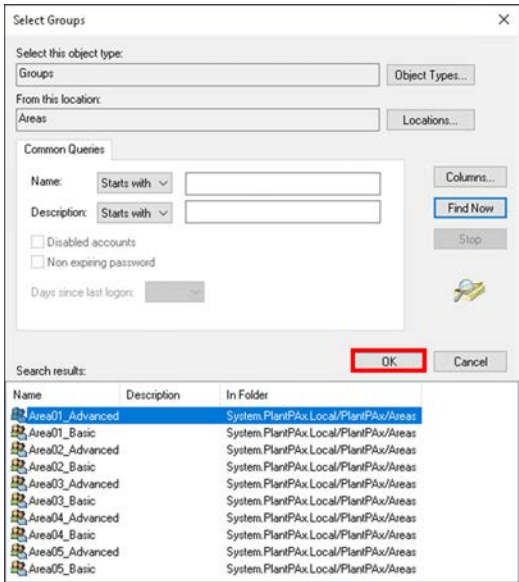 Select Groups
Select this object type:
Groups
Object Types...
From this location:
Areas
Locations...
Common Queries
Name: Starts with
Description: Starts with
Disabled accounts
Non expiring password
Days since last logon:
Columns...
Find Now
Stop
OK
Cancel
Search results:
Name Description In Folder
Area01_Advanced System.PlantPAx.Local/PlantPAx/Areas
Area01_Basic System.PlantPAx.Local/PlantPAx/Areas
Area02_Advanced System.PlantPAx.Local/PlantPAx/Areas
Area02_Basic System.PlantPAx.Local/PlantPAx/Areas
Area03_Advanced System.PlantPAx.Local/PlantPAx/Areas
Area03_Basic System.PlantPAx.Local/PlantPAx/Areas
Area04_Advanced System.PlantPAx.Local/PlantPAx/Areas
Area04_Basic System.PlantPAx.Local/PlantPAx/Areas
Area05_Advanced System.PlantPAx.Local/PlantPAx/Areas
Area05_Basic System.PlantPAx.Local/PlantPAx/Areas